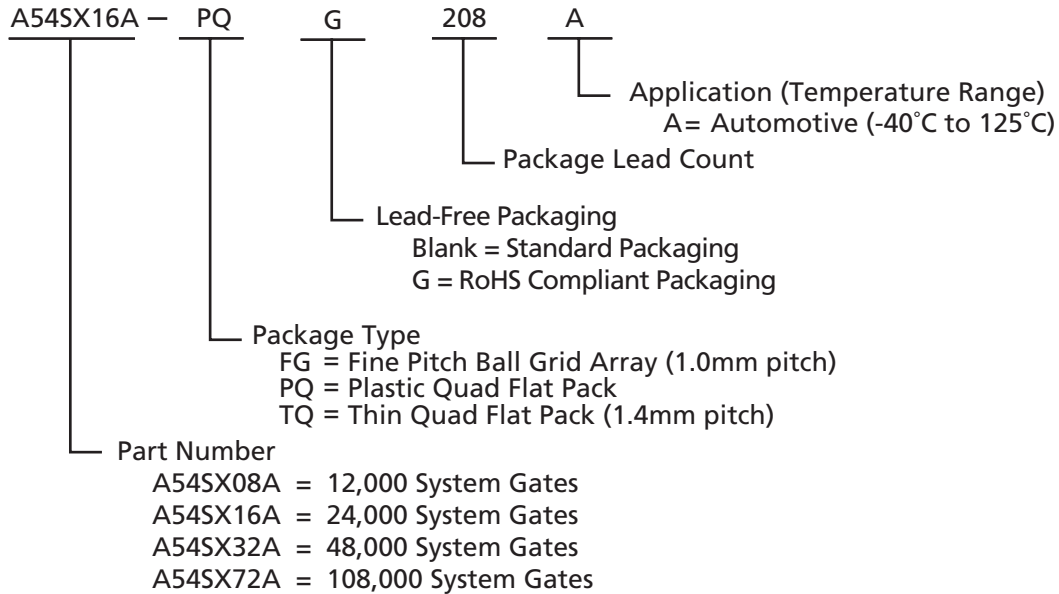 A54SX16A – PQ G 208 A
Application (Temperature Range)
A= Automotive (-40˚C to 125˚C)
Package Lead Count
Lead-Free Packaging
Blank = Standard Packaging
G = RoHS Compliant Packaging
Package Type
FG = Fine Pitch Ball Grid Array (1.0mm pitch)
PQ = Plastic Quad Flat Pack
TQ = Thin Quad Flat Pack (1.4mm pitch)
Part Number
A54SX08A = 12,000 System Gates
A54SX16A = 24,000 System Gates
A54SX32A = 48,000 System Gates
A54SX72A = 108,000 System Gates